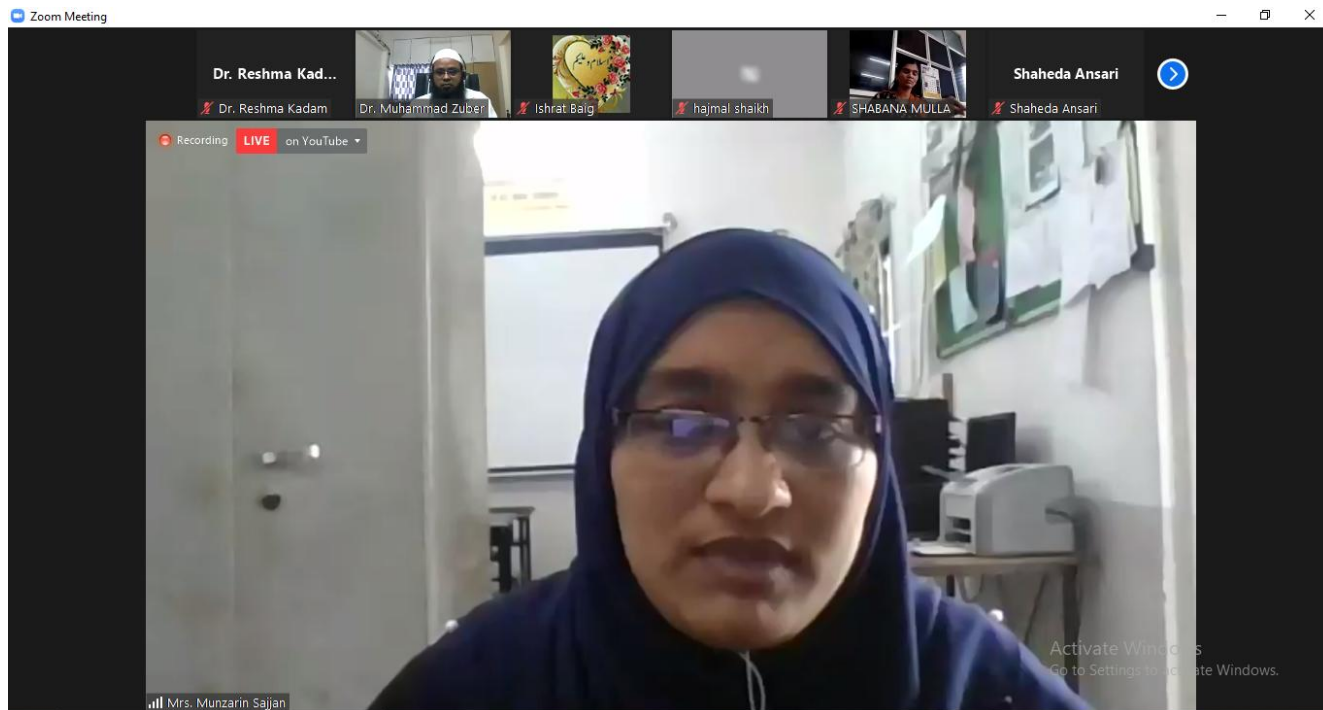 Zoom Meeting
Dr. Reshma Kad...
Shaheda Ansari
Dr. Reshma Kadam
Dr. Muhammad Zuber
Ishrat Baig
hajmal shaikh
SHABANA MULLA
Shaheda Ansari
Recording
LIVE
on YouTube
Activate Windows
Go to Settings to activate Windows.
Mrs. Munzarin Sajjan